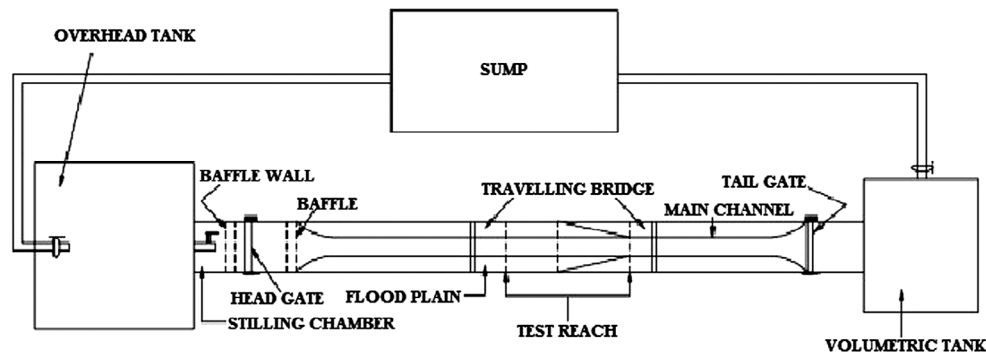 OVERHEAD TANK
SUMP
BAFFLE WALL
BAFFLE
TRAVELLING BRIDGE
TAIL GATE
MAIN CHANNEL
HEAD GATE
FLOOD PLAIN
STILLING CHAMBER
TEST REACH
VOLUMETRIC TANK